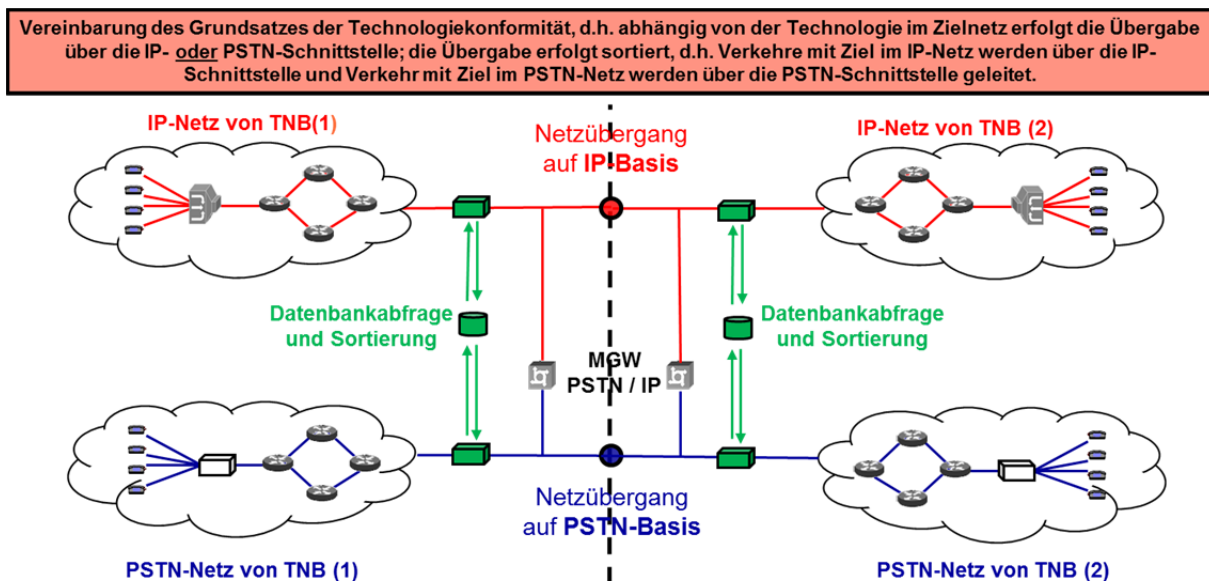 Vereinbarung des Grundsatzes der Technologiekonformität, d.h. abhängig von der Technologie im Zielnetz erfolgt die Übergabe
über die IP- oder PSTN-Schnittstelle; die Übergabe erfolgt sortiert, d.h. Verkehre mit Ziel im IP-Netz werden über die IP-
Schnittstelle und Verkehr mit Ziel im PSTN-Netz werden über die PSTN-Schnittstelle geleitet.
IP-Netz von TNB(1)
Netzübergang
auf IP-Basis
IP-Netz von TNB (2)
Datenbankabfrage
und Sortierung
MGW
PSTN / IP
Datenbankabfrage
und Sortierung
Netzübergang
auf PSTN-Basis
PSTN-Netz von TNB (1)
PSTN-Netz von TNB (2)